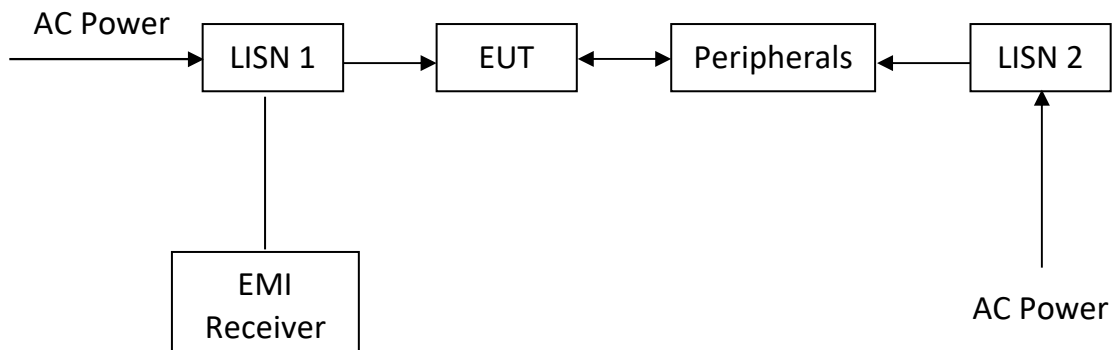 AC Power
LISN 1
EUT
Peripherals
LISN 2
EMI
Receiver
AC Power